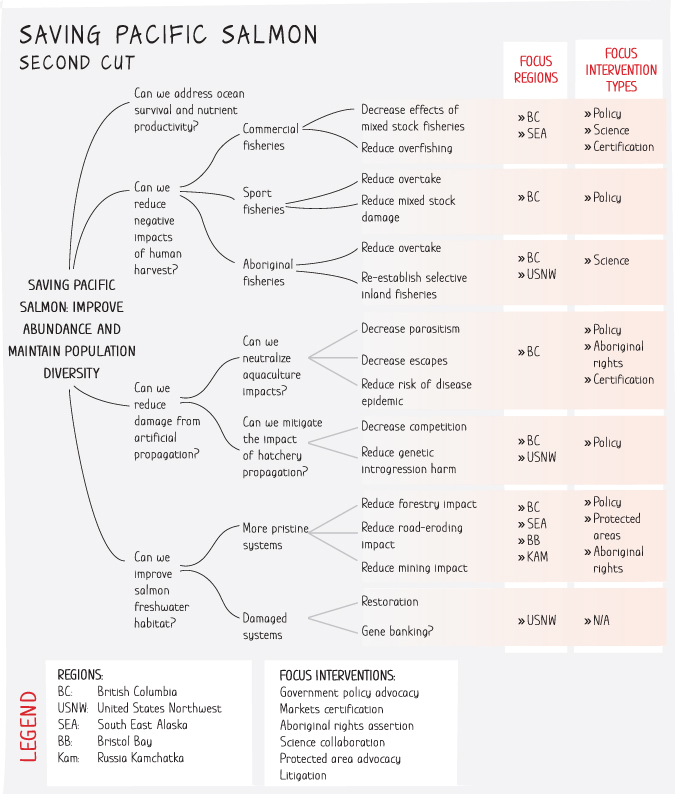 SAVING PACIFIC SALMON
SECOND CUT
FOCUS
REGIONS
FOCUS
INTERVENTION
TYPES
Can we address ocean
survival and nutrient
productivity?
Can we
reduce
negative
impacts
of human
harvest?
Commercial
fisheries
Decrease effects of
mixed stock fisheries
Reduce overfishing
» BC
» SEA
» Policy
» Science
» Certification
Sport
fisheries
Reduce overtake
Reduce mixed stock
damage
» BC
» Policy
Aboriginal
fisheries
Reduce overtake
Re-establish selective
inland fisheries
» BC
» USNW
» Science
SAVING PACIFIC
SALMON: IMPROVE
ABUNDANCE AND
MAINTAIN POPULATION
DIVERSITY
Can we
reduce
damage from
artificial
propagation?
Can we
neutralize
aquaculture
impacts?
Decrease parasitism
Decrease escapes
Reduce risk of disease
epidemic
» BC
» Policy
» Aboriginal
rights
» Certification
Can we mitigate
the impact
of hatchery
propagation?
Decrease competition
Reduce genetic
introgression harm
» BC
» USNW
» Policy
Can we
improve
salmon
freshwater
habitat?
More pristine
systems
Reduce forestry impact
Reduce road-eroding
impact
Reduce mining impact
» BC
» SEA
» BB
» KAM
» Policy
» Protected
areas
» Aboriginal
rights
Damaged
systems
Restoration
Gene banking?
» USNW
» N/A
LEGEND
REGIONS:
BC: British Columbia
USNW: United States Northwest
SEA: South East Alaska
BB: Bristol Bay
Kam: Russia Kamchatka
FOCUS INTERVENTIONS:
Government policy advocacy
Markets certification
Aboriginal rights assertion
Science collaboration
Protected area advocacy
Litigation